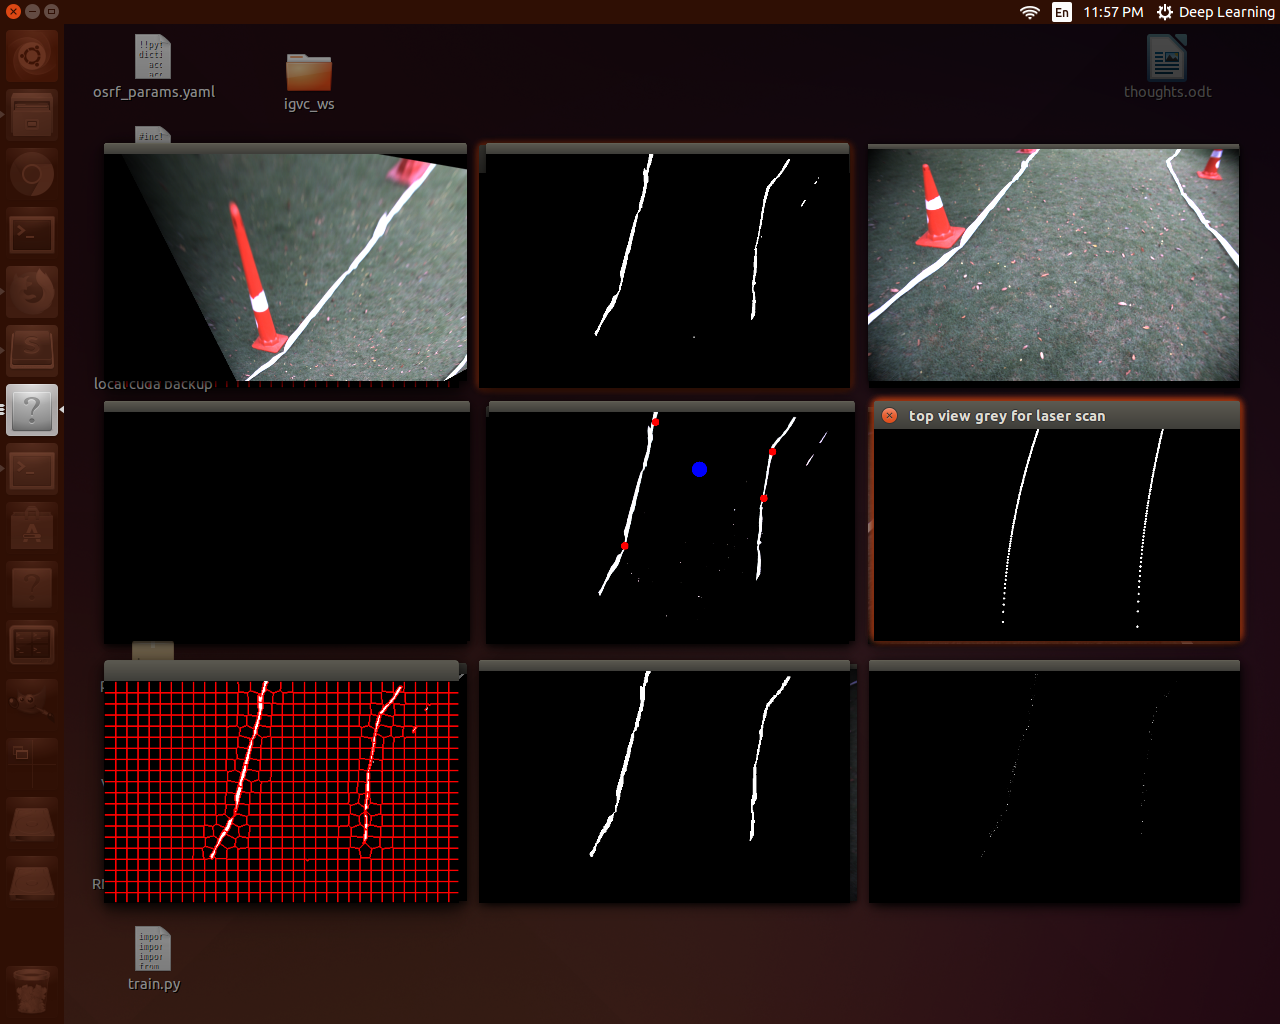 En
11:57 PM
Deep Learning
!!pyt
dicti
acc
acc
osrf_params.yaml
igvc_ws
thoughts.odt
#incl
local cuda backup
top view grey for laser scan
impor
impor
impor
from
train.py